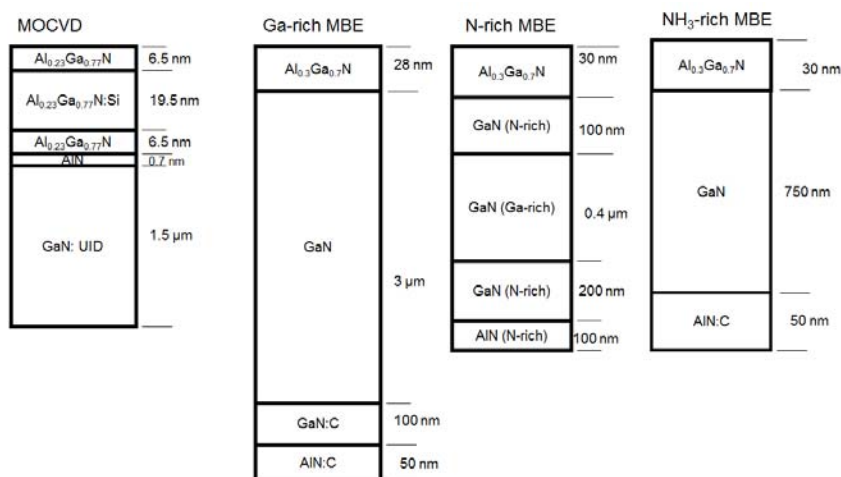 MOCVD
Al0.23Ga0.77N
6.5 nm
Al0.23Ga0.77N:Si
19.5 nm
Al0.23Ga0.77N
6.5 nm
AlN
0.7 nm
GaN: UID
1.5 µm
Ga-rich MBE
Al0.3Ga0.7N
28 nm
GaN
3 µm
GaN:C
100 nm
AlN:C
50 nm
N-rich MBE
Al0.3Ga0.7N
30 nm
GaN (N-rich)
100 nm
GaN (Ga-rich)
0.4 µm
GaN (N-rich)
200 nm
AlN (N-rich)
100 nm
NH3-rich MBE
Al0.3Ga0.7N
30 nm
GaN
750 nm
AlN:C
50 nm